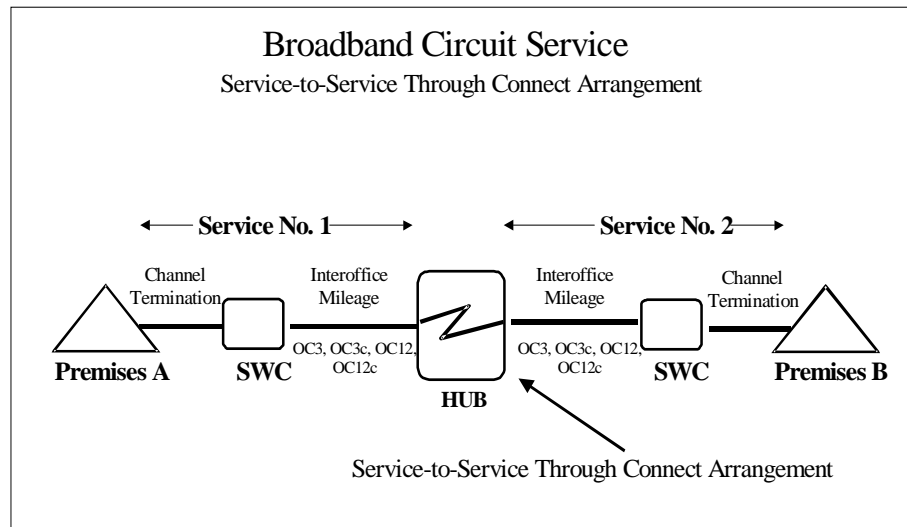 Broadband Circuit Service
Service-to-Service Through Connect Arrangement
Service No. 1
Service No. 2
Channel
Termination
Interoffice
Mileage
Interoffice
Mileage
Channel
Termination
OC3, OC3c, OC12,
OC12c
OC3, OC3c, OC12,
OC12c
Premises A
SWC
HUB
SWC
Premises B
Service-to-Service Through Connect Arrangement